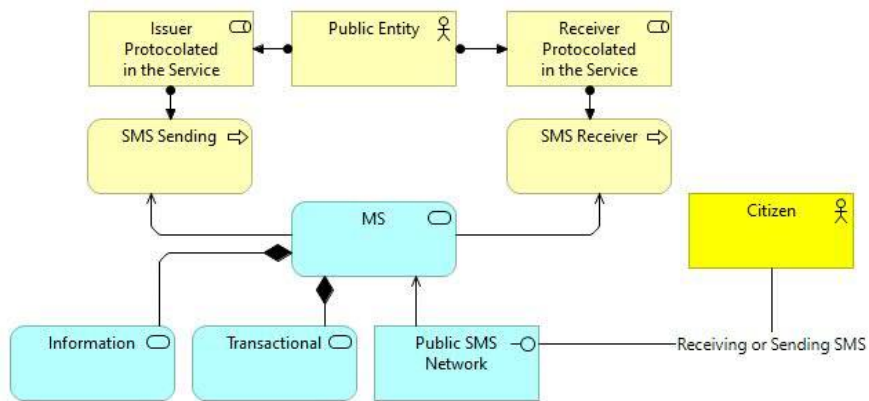 Issuer
Protocolated
in the Service
Public Entity
Receiver
Protocolated
in the Service
SMS Sending
SMS Receiver
MS
Citizen
Information
Transactional
Public SMS
Network
Receiving or Sending SMS